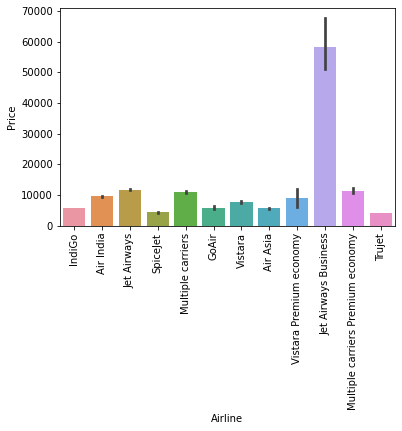 70000
60000
50000
40000
30000
20000
10000
0
Price
IndiGo
Air India
Jet Airways
SpiceJet
Multiple carriers
GoAir
Vistara
Air Asia
Vistara Premium economy
Jet Airways Business
Multiple carriers Premium economy
Trujet
Airline